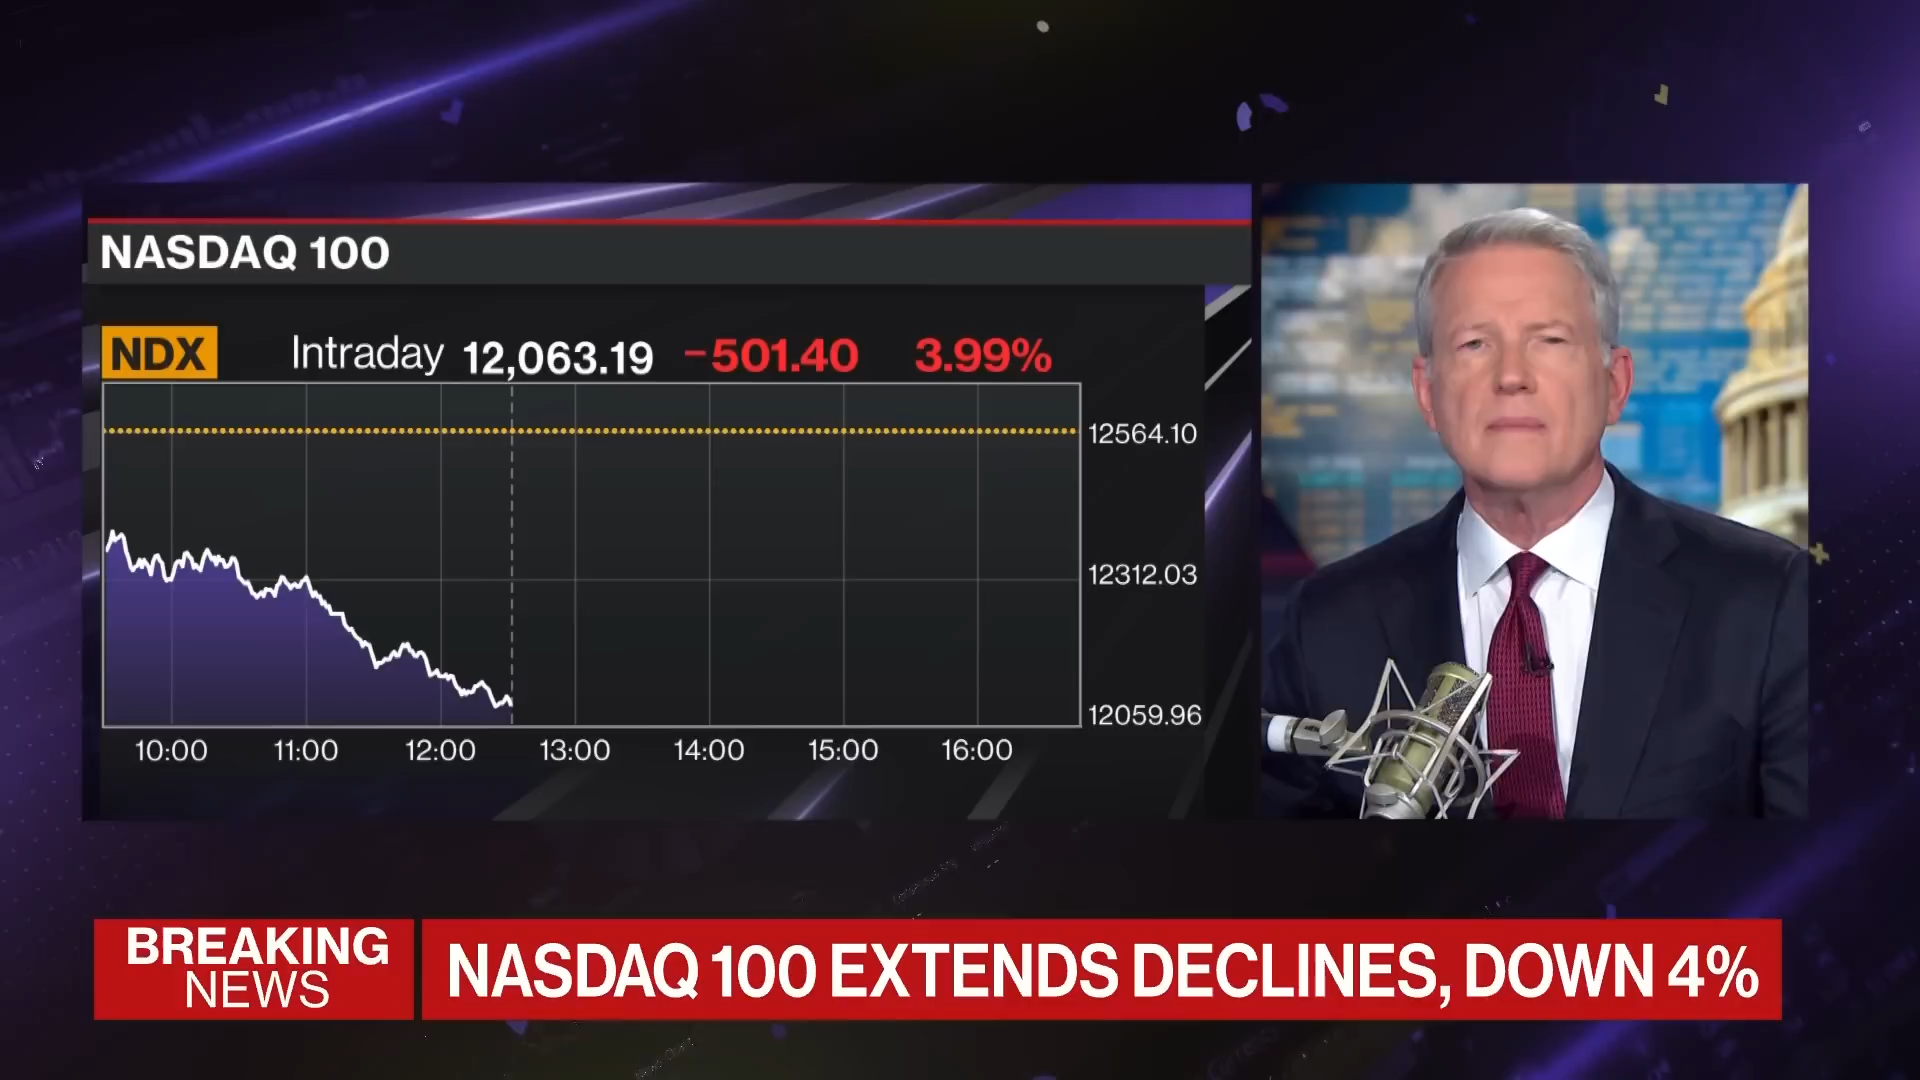 NASDAQ 100
NDX Intraday 12,063.19 -501.40 3.99%
12564.10
12312.03
12059.96
10:00 11:00 12:00 13:00 14:00 15:00 16:00
BREAKING
NEWS
NASDAQ 100 EXTENDS DECLINES, DOWN 4%